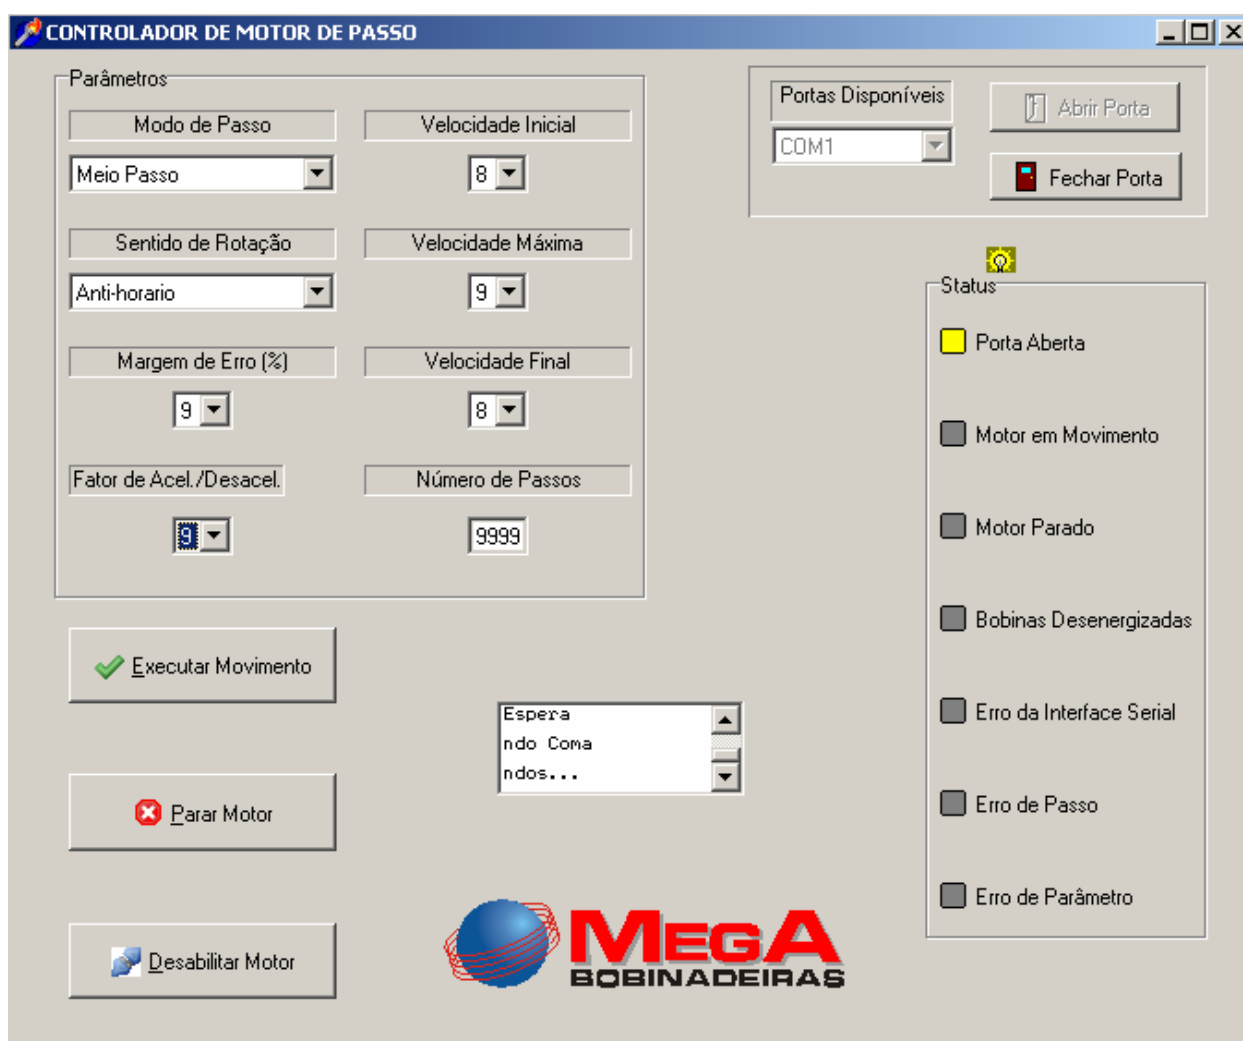 CONTROLADOR DE MOTOR DE PASSO
Parâmetros
Modo de Passo
Velocidade Inicial
Meio Passo
8
Sentido de Rotação
Velocidade Máxima
Anti-horario
9
Margem de Erro (%)
Velocidade Final
9
8
Fator de Acel./Desacel.
Número de Passos
9
9999
Portas Disponíveis
COM1
Abrir Porta
Fechar Porta
Status
Porta Aberta
Motor em Movimento
Motor Parado
Bobinas Desenergizadas
Erro da Interface Serial
Erro de Passo
Erro de Parâmetro
Executar Movimento
Parar Motor
Desabilitar Motor
Espera
ndo Coma
ndos...
MEGA
BOBINADEIRAS